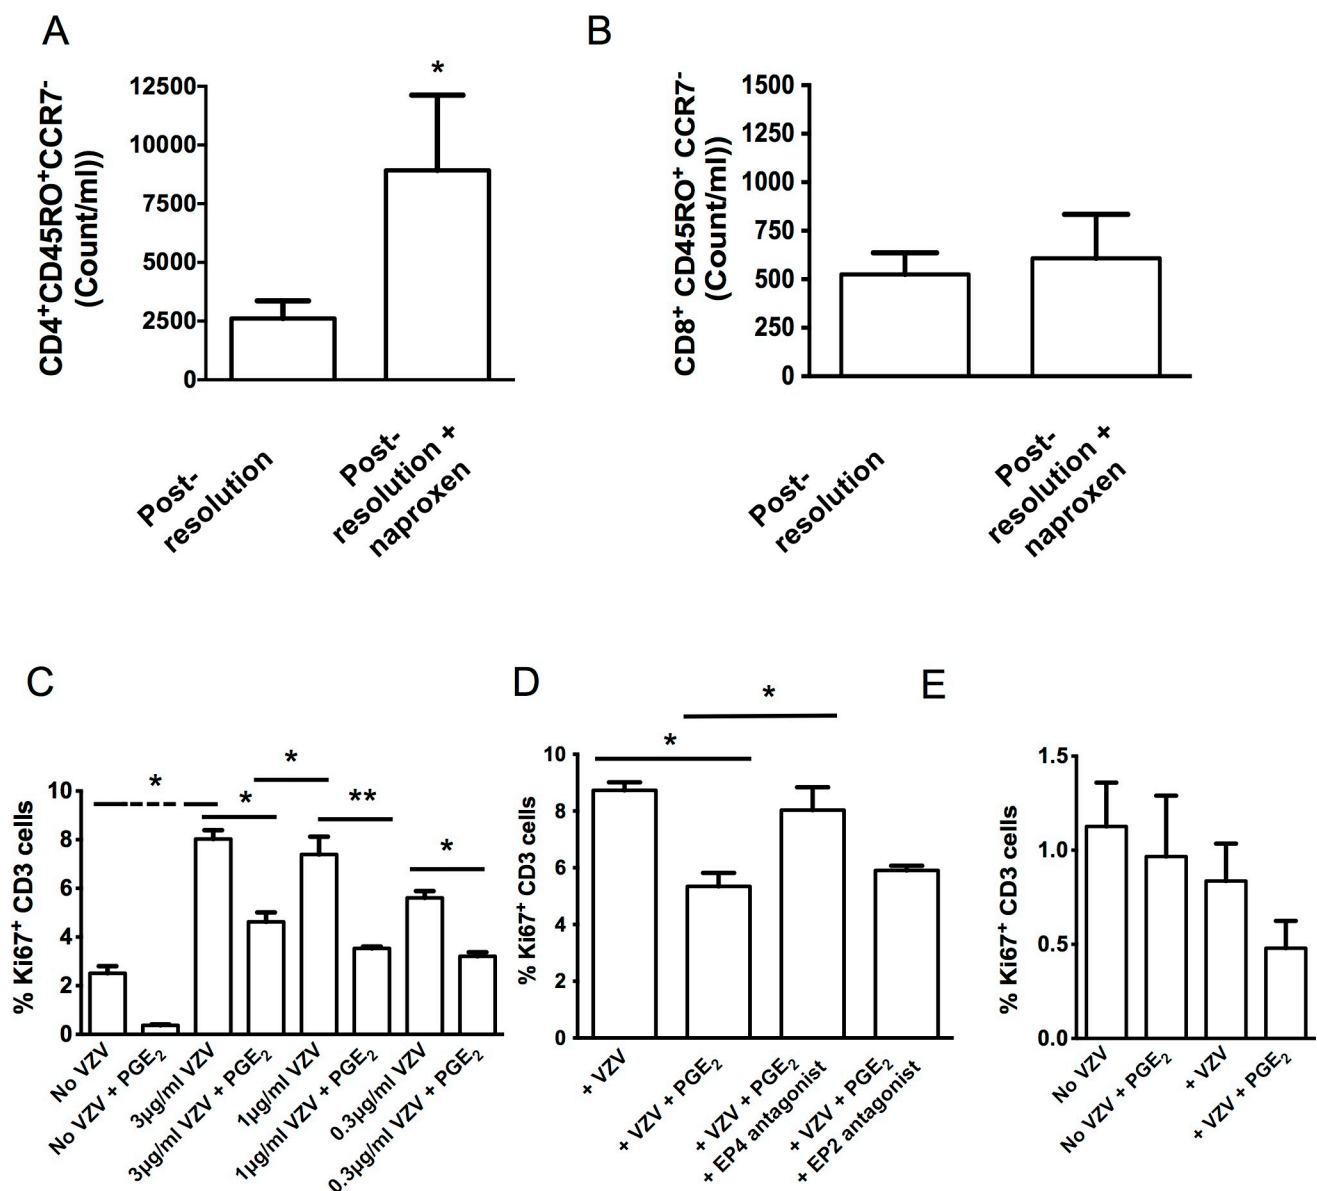 A
CD4⁺CD45RO⁺CCR7⁻
(Count/ml))
12500
10000
7500
5000
2500
0
*
Post-
resolution
Post-
resolution +
naproxen
B
CD8⁺ CD45RO⁺ CCR7⁻
(Count/ml))
1500
1250
1000
750
500
250
0
Post-
resolution
Post-
resolution +
naproxen
C
% Ki67⁺ CD3 cells
10
8
6
4
2
0
*
*
*
**
*
No VZV
No VZV + PGE₂
3µg/ml VZV
3µg/ml VZV + PGE₂
1µg/ml VZV
1µg/ml VZV + PGE₂
0.3µg/ml VZV
0.3µg/ml VZV + PGE₂
D
% Ki67⁺ CD3 cells
10
8
6
4
2
0
*
*
+ VZV
+ VZV + PGE₂
+ VZV + PGE₂
+ EP4 antagonist
+ VZV + PGE₂
+ EP2 antagonist
E
% Ki67⁺ CD3 cells
1.5
1.0
0.5
0.0
No VZV
No VZV + PGE₂
+ VZV
+ VZV + PGE₂